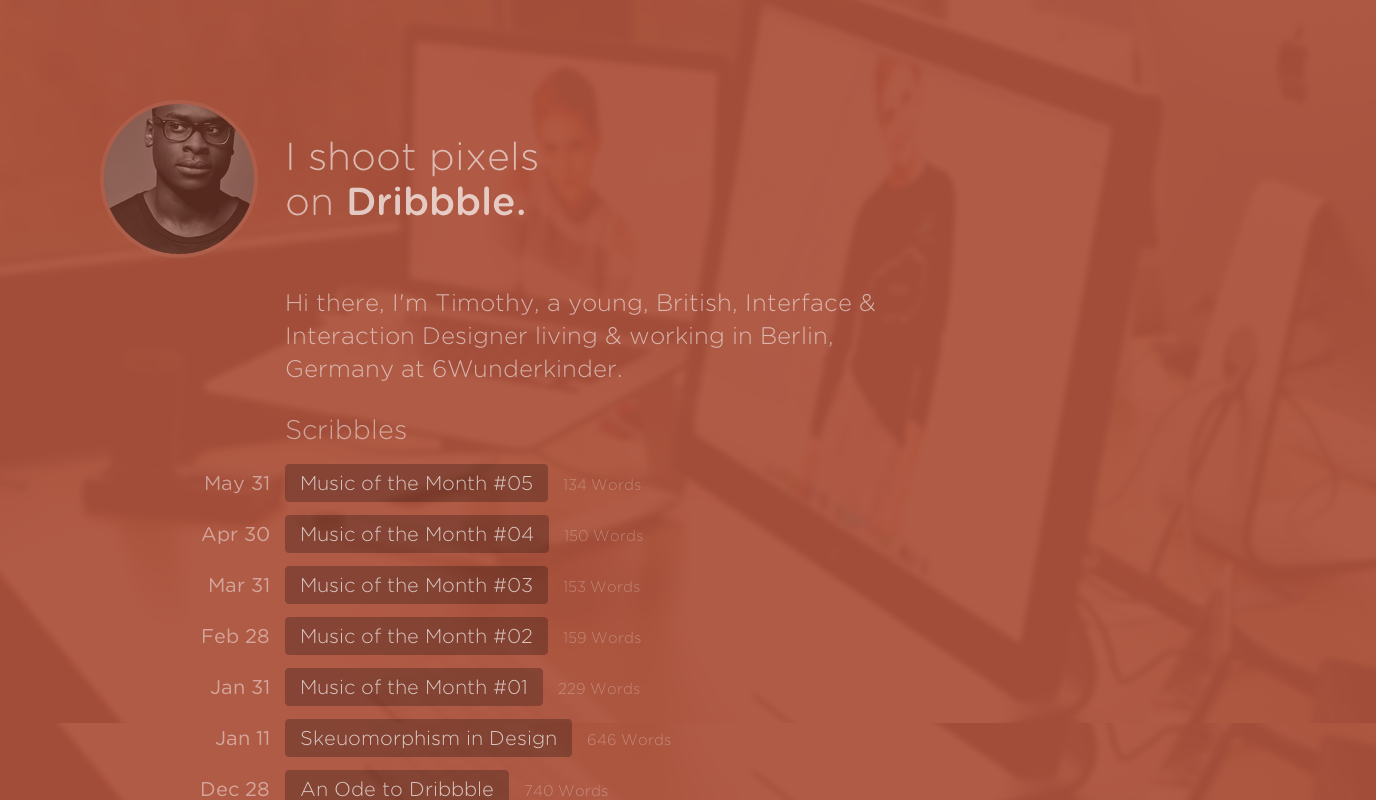 I shoot pixels
on Dribbble.
Hi there, I'm Timothy, a young, British, Interface &
Interaction Designer living & working in Berlin,
Germany at 6Wunderkinder.
Scribbles
May 31 Music of the Month #05 134 Words
Apr 30 Music of the Month #04 150 Words
Mar 31 Music of the Month #03 153 Words
Feb 28 Music of the Month #02 159 Words
Jan 31 Music of the Month #01 229 Words
Jan 11 Skeuomorphism in Design 646 Words
Dec 28 An Ode to Dribbble 740 Words